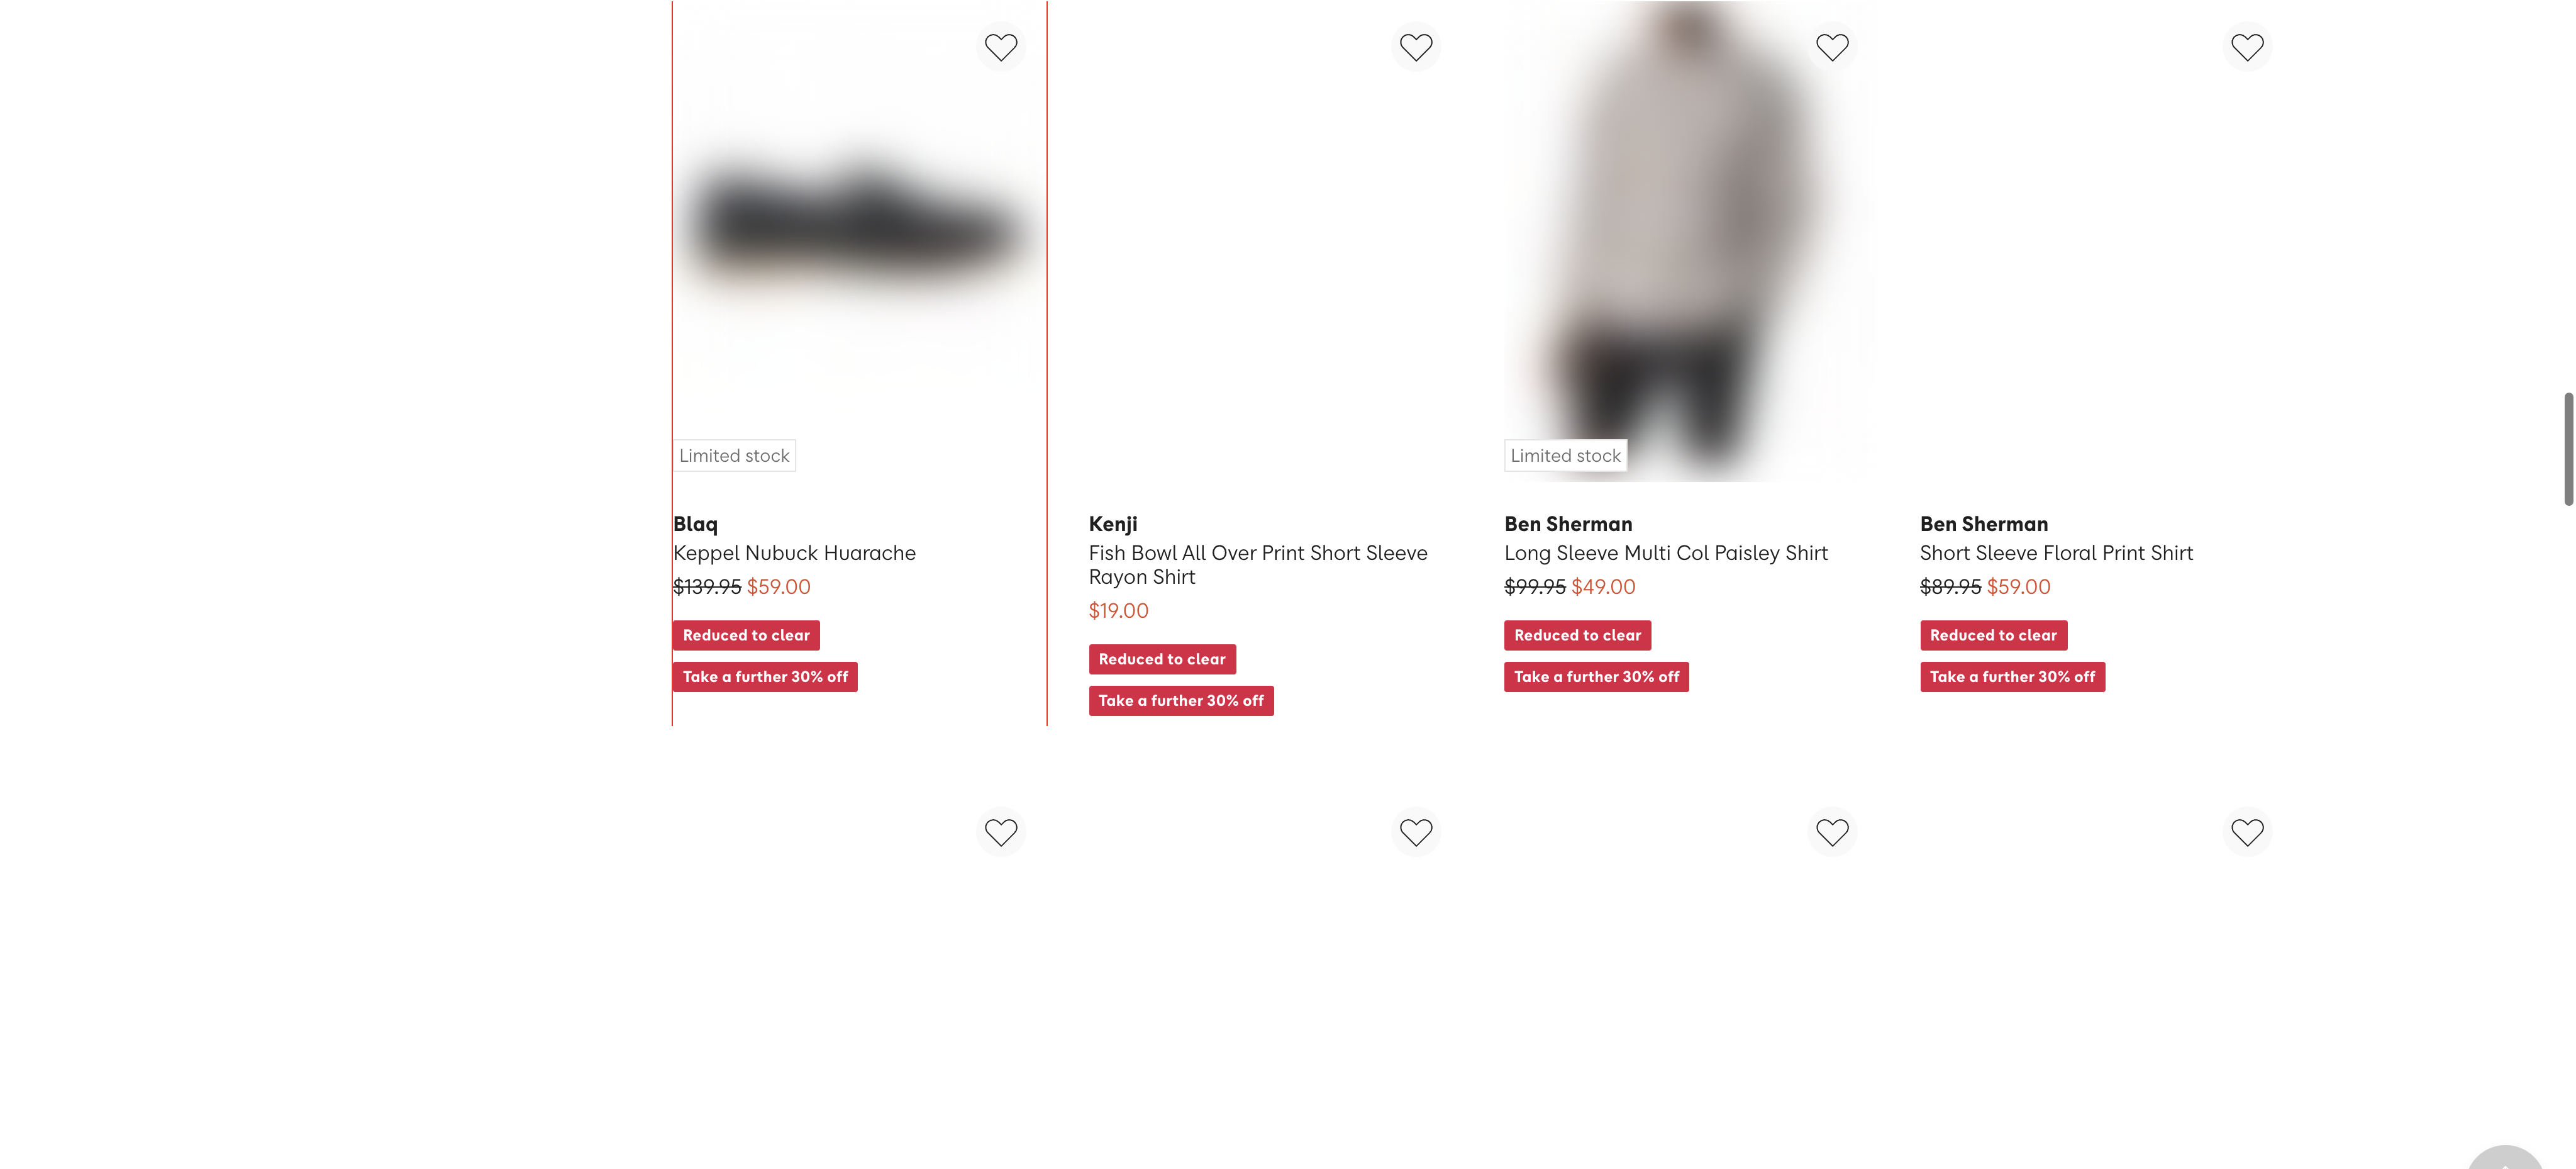 Limited stock
Blaq
Keppel Nubuck Huarache
$139.95 $59.00
Reduced to clear
Take a further 30% off
Kenji
Fish Bowl All Over Print Short Sleeve
Rayon Shirt
$19.00
Reduced to clear
Take a further 30% off
Limited stock
Ben Sherman
Long Sleeve Multi Col Paisley Shirt
$99.95 $49.00
Reduced to clear
Take a further 30% off
Ben Sherman
Short Sleeve Floral Print Shirt
$89.95 $59.00
Reduced to clear
Take a further 30% off